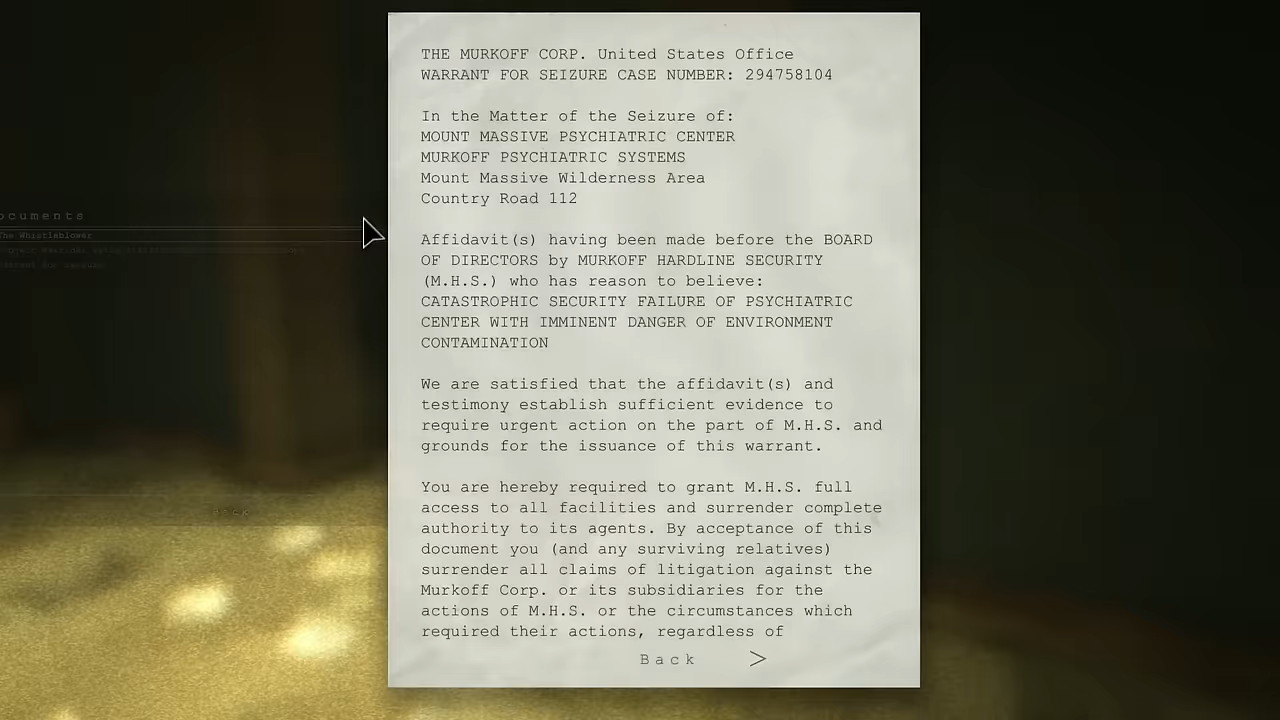 THE MURKOFF CORP. United States Office
WARRANT FOR SEIZURE CASE NUMBER: 294758104
In the Matter of the Seizure of:
MOUNT MASSIVE PSYCHIATRIC CENTER
MURKOFF PSYCHIATRIC SYSTEMS
Mount Massive Wilderness Area
Country Road 112
Affidavit(s) having been made before the BOARD
OF DIRECTORS by MURKOFF HARDLINE SECURITY
(M.H.S.) who has reason to believe:
CATASTROPHIC SECURITY FAILURE OF PSYCHIATRIC
CENTER WITH IMMINENT DANGER OF ENVIRONMENT
CONTAMINATION
We are satisfied that the affidavit(s) and
testimony establish sufficient evidence to
require urgent action on the part of M.H.S. and
grounds for the issuance of this warrant.
You are hereby required to grant M.H.S. full
access to all facilities and surrender complete
authority to its agents. By acceptance of this
document you (and any surviving relatives)
surrender all claims of litigation against the
Murkoff Corp. or its subsidiaries for the
actions of M.H.S. or the circumstances which
required their actions, regardless of
Back >
ocuments
The Whistleblower